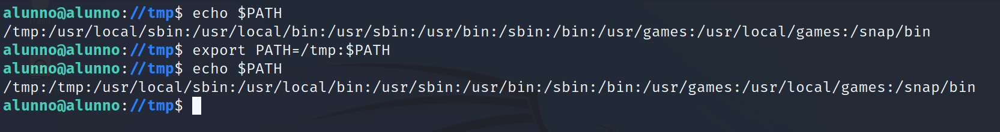 alunno@alunno://tmp$ echo $PATH
/tmp:/usr/local/sbin:/usr/local/bin:/usr/sbin:/usr/bin:/sbin:/bin:/usr/games:/usr/local/games:/snap/bin
alunno@alunno://tmp$ export PATH=/tmp:$PATH
alunno@alunno://tmp$ echo $PATH
/tmp:/tmp:/usr/local/sbin:/usr/local/bin:/usr/sbin:/usr/bin:/sbin:/bin:/usr/games:/usr/local/games:/snap/bin
alunno@alunno://tmp$